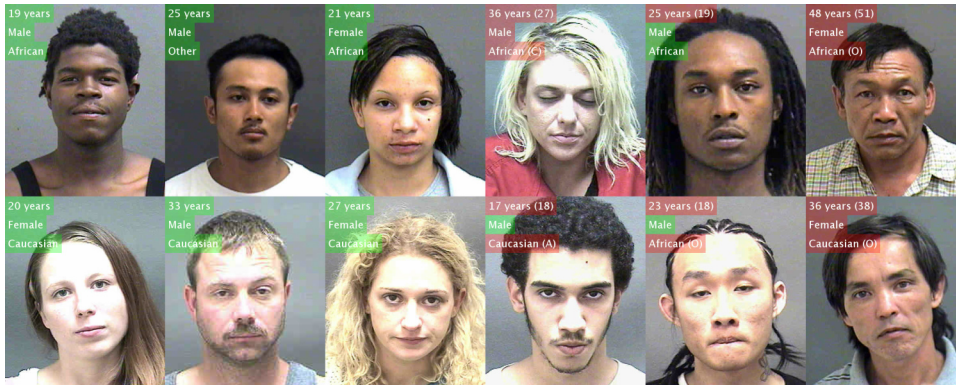 19 years
Male
African
25 years
Male
Other
21 years
Female
African
36 years (27)
Male
African (C)
25 years (19)
Male
African
48 years (51)
Female
African (O)
20 years
Female
Caucasian
33 years
Male
Caucasian
27 years
Female
Caucasian
17 years (18)
Male
Caucasian (A)
23 years (18)
Male
African (O)
36 years (38)
Female
Caucasian (O)